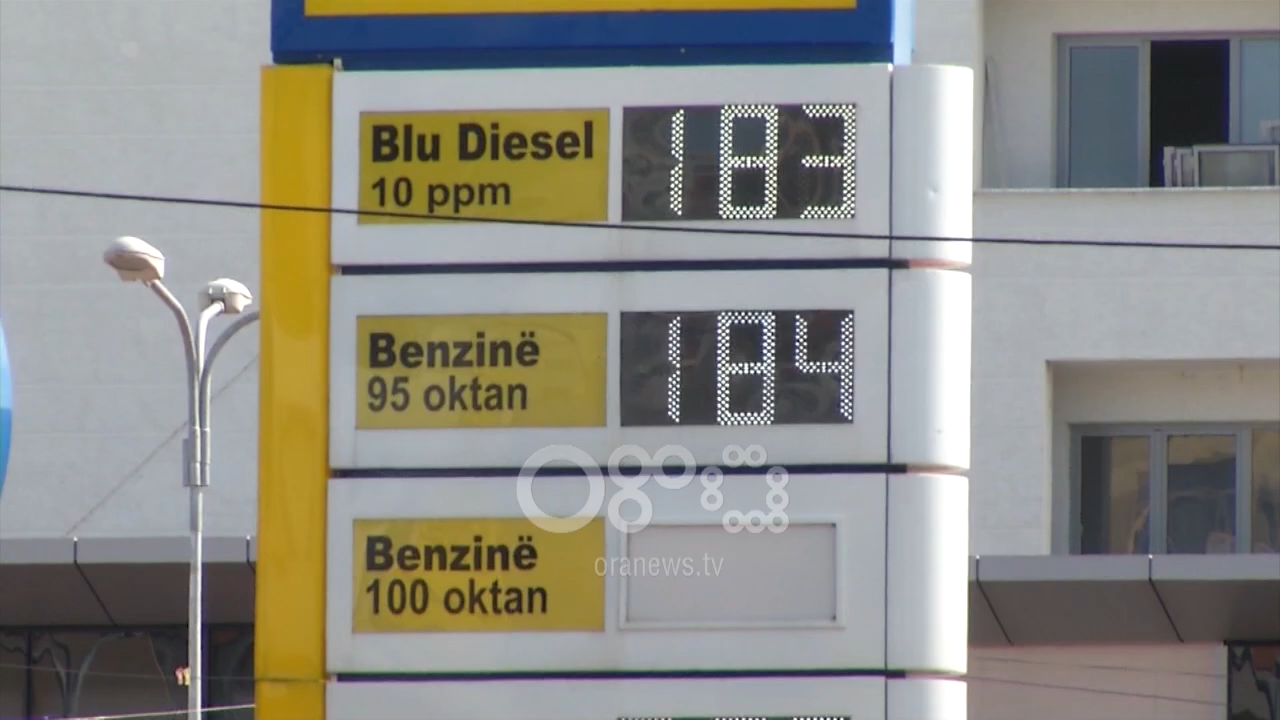 Blu Diesel
10 ppm
183
Benzinë
95 oktan
184
Benzinë
100 oktan
oranews.tv